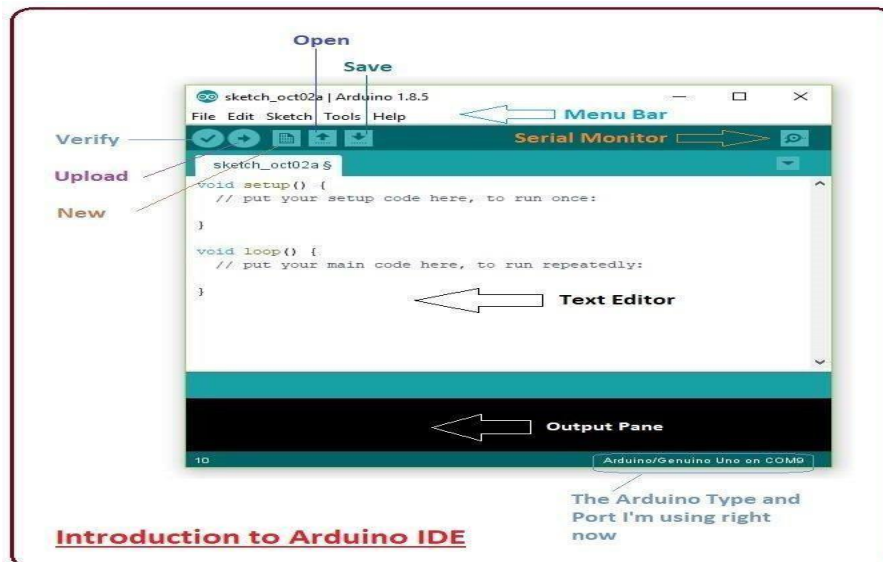 Open
Save
sketch_oct02a | Arduino 1.8.5
File Edit Sketch Tools Help
Menu Bar
Verify
Serial Monitor
sketch_oct02a §
Upload
New
void setup() {
// put your setup code here, to run once:
}
void loop() {
// put your main code here, to run repeatedly:
}
Text Editor
Output Pane
10
Arduino/Genuino Uno on COM9
The Arduino Type and
Port I'm using right
now
Introduction to Arduino IDE